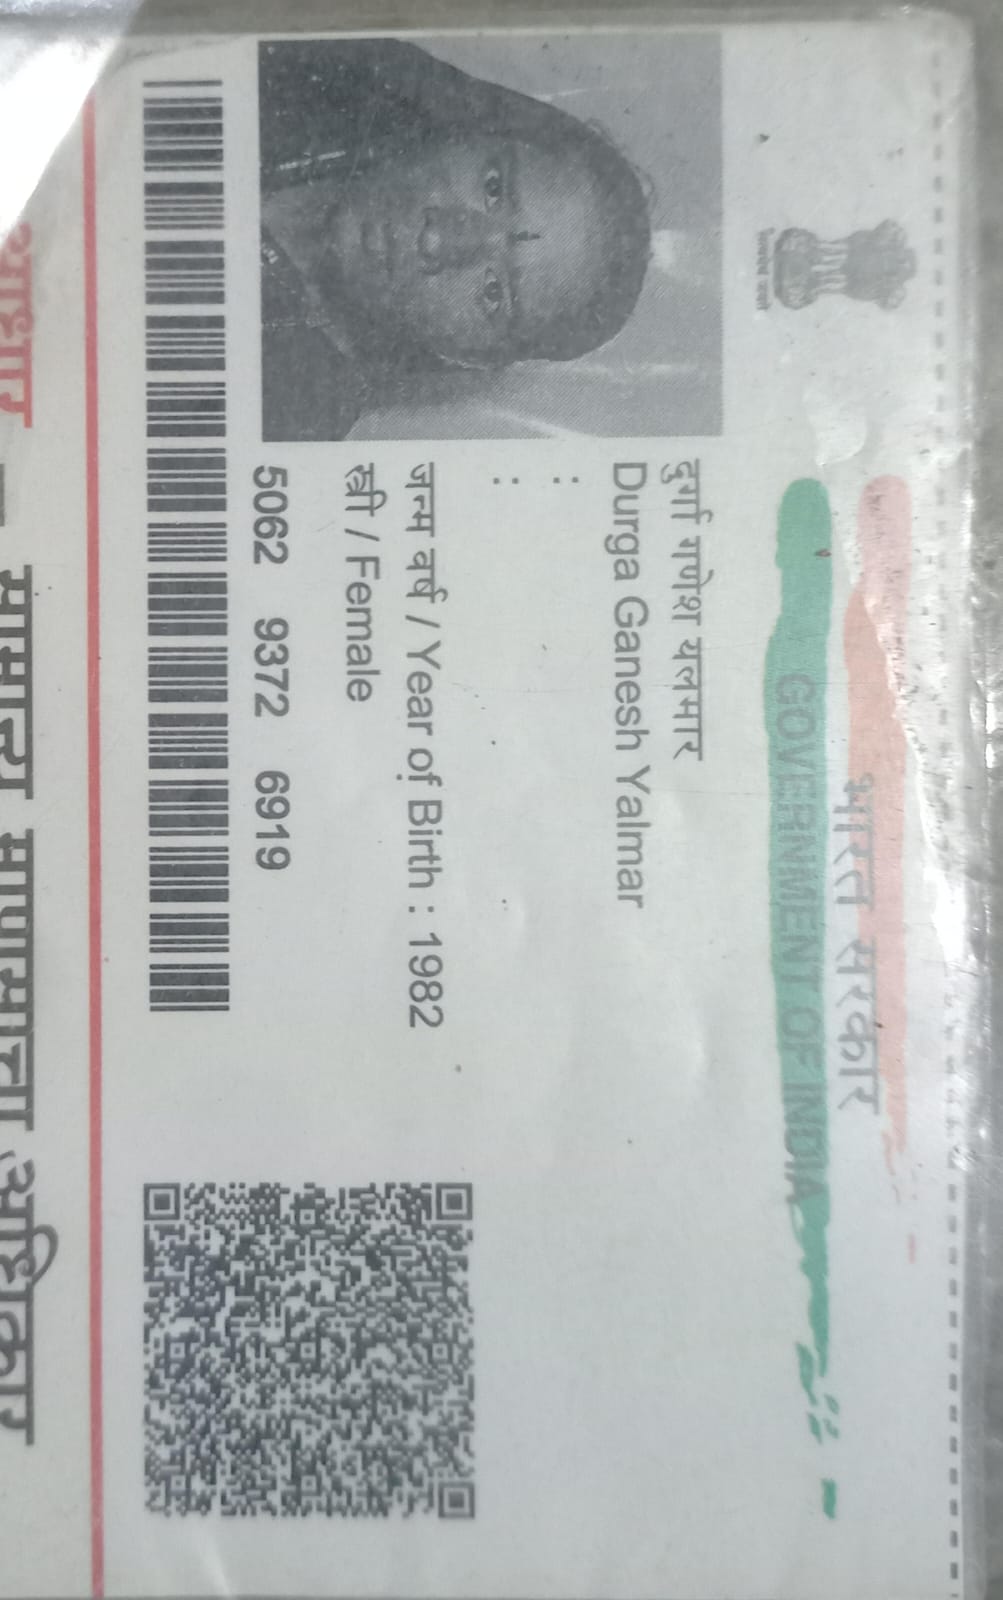 सत्यमेव जयते
भारत सरकार
GOVERNMENT OF INDIA
दुर्गा गणेश यलमार
Durga Ganesh Yalmar
:
:
जन्म वर्ष / Year of Birth : 1982
स्त्री / Female
5062 9372 6919
आधार – सामान्य माणसाचा अधिकार